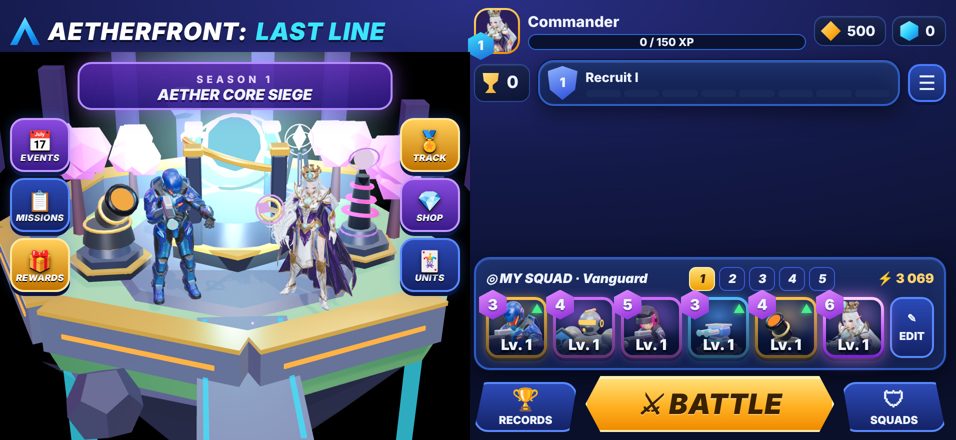 AETHERFRONT: LAST LINE
SEASON 1
AETHER CORE SIEGE
July
17
EVENTS
TRACK
MISSIONS
SHOP
REWARDS
UNITS
Commander
1
0 / 150 XP
500
0
0
1
Recruit I
MY SQUAD · Vanguard
1 2 3 4 5
3 069
3 4 5 3 4 6
Lv. 1 Lv. 1 Lv. 1 Lv. 1 Lv. 1 Lv. 1
EDIT
RECORDS
BATTLE
SQUADS